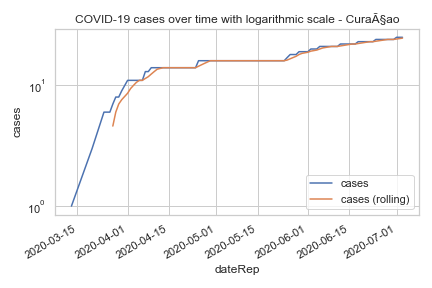 COVID-19 cases over time with logarithmic scale - CuraÃ§ao
cases
10¹
10⁰
cases
cases (rolling)
2020-03-15
2020-04-01
2020-04-15
2020-05-01
2020-05-15
2020-06-01
2020-06-15
2020-07-01
dateRep